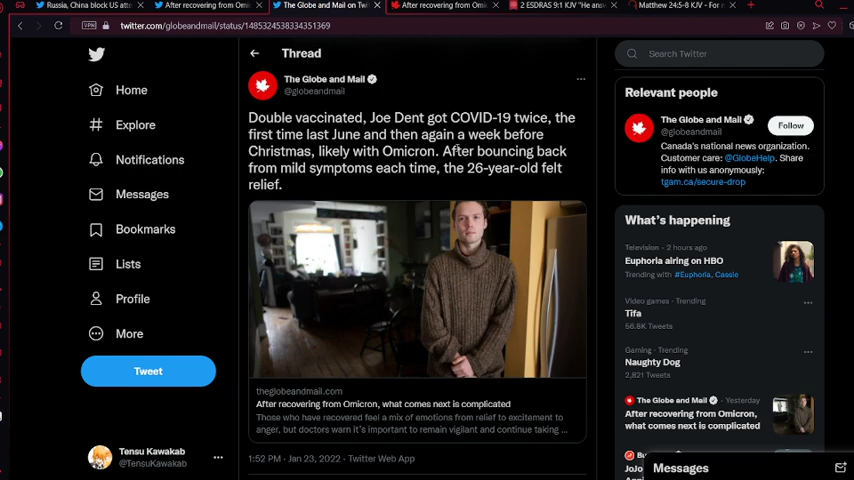 Russia, China block US att
After recovering from Omic
The Globe and Mail on Twi
After recovering from Omic
2 ESDRAS 9:1 KJV "He answ
Matthew 24:5-8 KJV - For m
VPN
twitter.com/globeandmail/status/1485324538334351369
Home
Explore
Notifications
Messages
Bookmarks
Lists
Profile
More
Tweet
Tensu Kawakab
@TensuKawakab
Thread
The Globe and Mail
@globeandmail
Double vaccinated, Joe Dent got COVID-19 twice, the
first time last June and then again a week before
Christmas, likely with Omicron. After bouncing back
from mild symptoms each time, the 26-year-old felt
relief.
theglobeandmail.com
After recovering from Omicron, what comes next is complicated
Those who have recovered feel a mix of emotions from relief to excitement to
anger, but doctors warn it's important to remain vigilant and continue taking ...
1:52 PM · Jan 23, 2022 · Twitter Web App
Search Twitter
Relevant people
The Globe and Mail
@globeandmail
Follow
Canada's national news organization.
Customer care: @GlobeHelp. Share
info with us anonymously:
tgam.ca/secure-drop
What's happening
Television · 2 hours ago
Euphoria airing on HBO
Trending with #Euphoria, Cassie
Video games · Trending
Tifa
56.8K Tweets
Gaming · Trending
Naughty Dog
2,821 Tweets
The Globe and Mail · Yesterday
After recovering from Omicron,
what comes next is complicated
JoJo
Messages